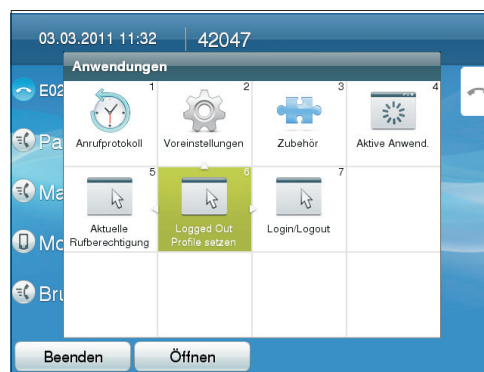 03.03.2011 11:32 42047
Anwendungen
E02
Pa
Ma
Mo
Bru
1
Anrufprotokoll
2
Voreinstellungen
3
Zubehör
4
Aktive Anwend.
5
Aktuelle
Rufberechtigung
6
Logged Out
Profile setzen
7
Login/Logout
Beenden Öffnen